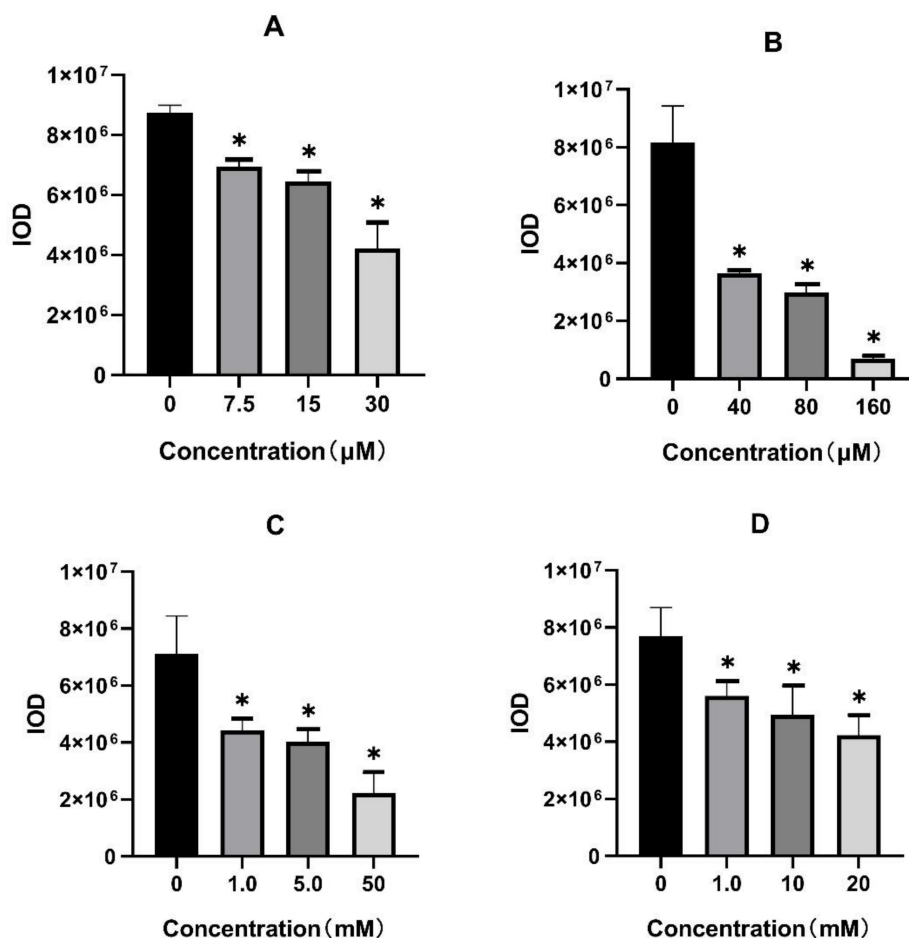 A
1×10⁷
8×10⁶
6×10⁶
4×10⁶
2×10⁶
0
IOD
* * *
0 7.5 15 30
Concentration（μM）
B
1×10⁷
8×10⁶
6×10⁶
4×10⁶
2×10⁶
0
IOD
* * *
0 40 80 160
Concentration（μM）
C
1×10⁷
8×10⁶
6×10⁶
4×10⁶
2×10⁶
0
IOD
* * *
0 1.0 5.0 50
Concentration（mM）
D
1×10⁷
8×10⁶
6×10⁶
4×10⁶
2×10⁶
0
IOD
* * *
0 1.0 10 20
Concentration（mM）